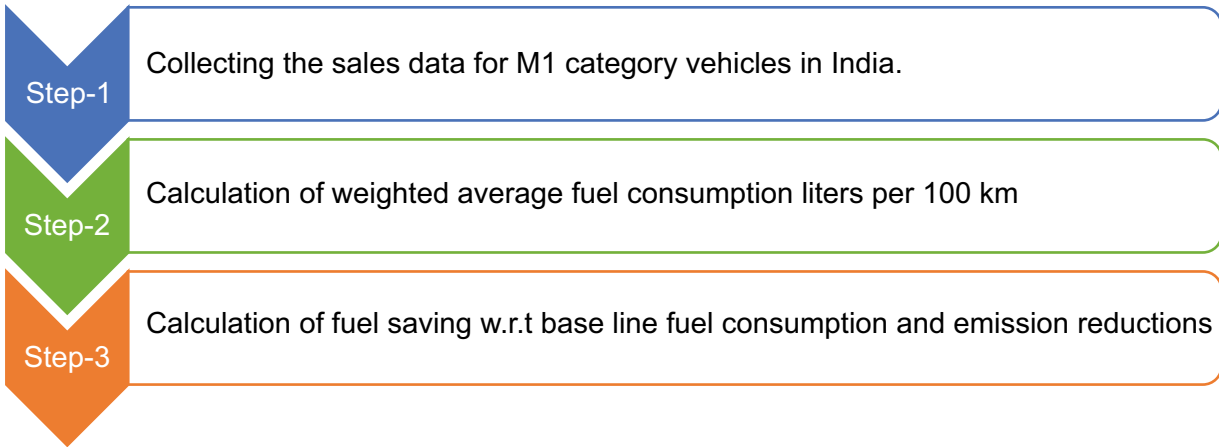 Step-1
Collecting the sales data for M1 category vehicles in India.
Step-2
Calculation of weighted average fuel consumption liters per 100 km
Step-3
Calculation of fuel saving w.r.t base line fuel consumption and emission reductions